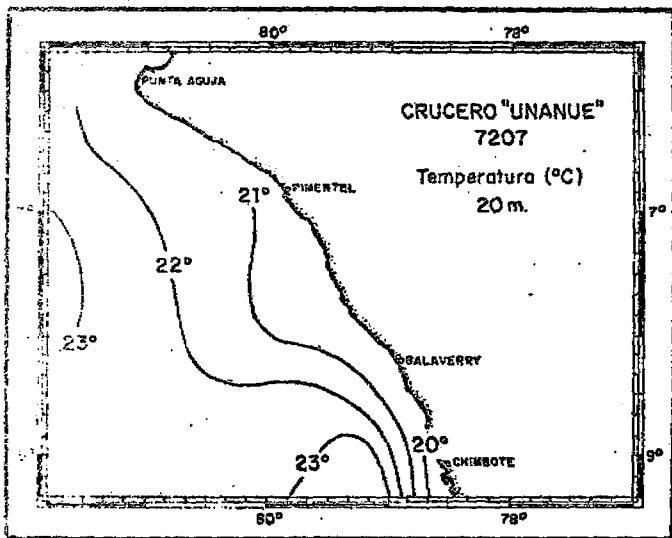 80° 78°
PUNTA AGUJA
CRUCERO "UNANUE"
7207
Temperatura (°C)
20 m.
PIMENTEL
21°
7°
22°
23°
SALAVERRY
20°
23°
CHIMBOTE
9°
80° 78°